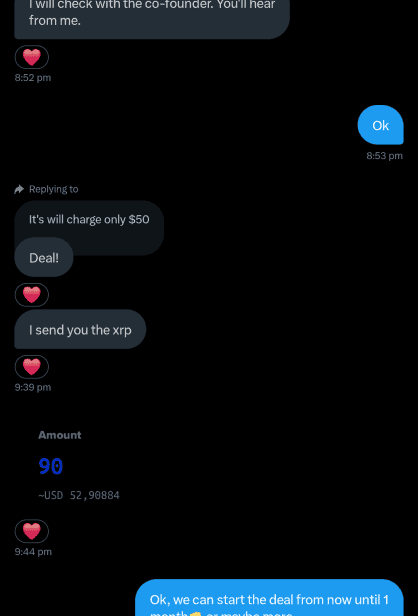 I will check with the co-founder. You'll hear
from me.
8:52 pm
Ok
8:53 pm
Replying to
It's will charge only $50
Deal!
I send you the xrp
9:39 pm
Amount
90
~USD 52,90884
9:44 pm
Ok, we can start the deal from now until 1
month or maybe more